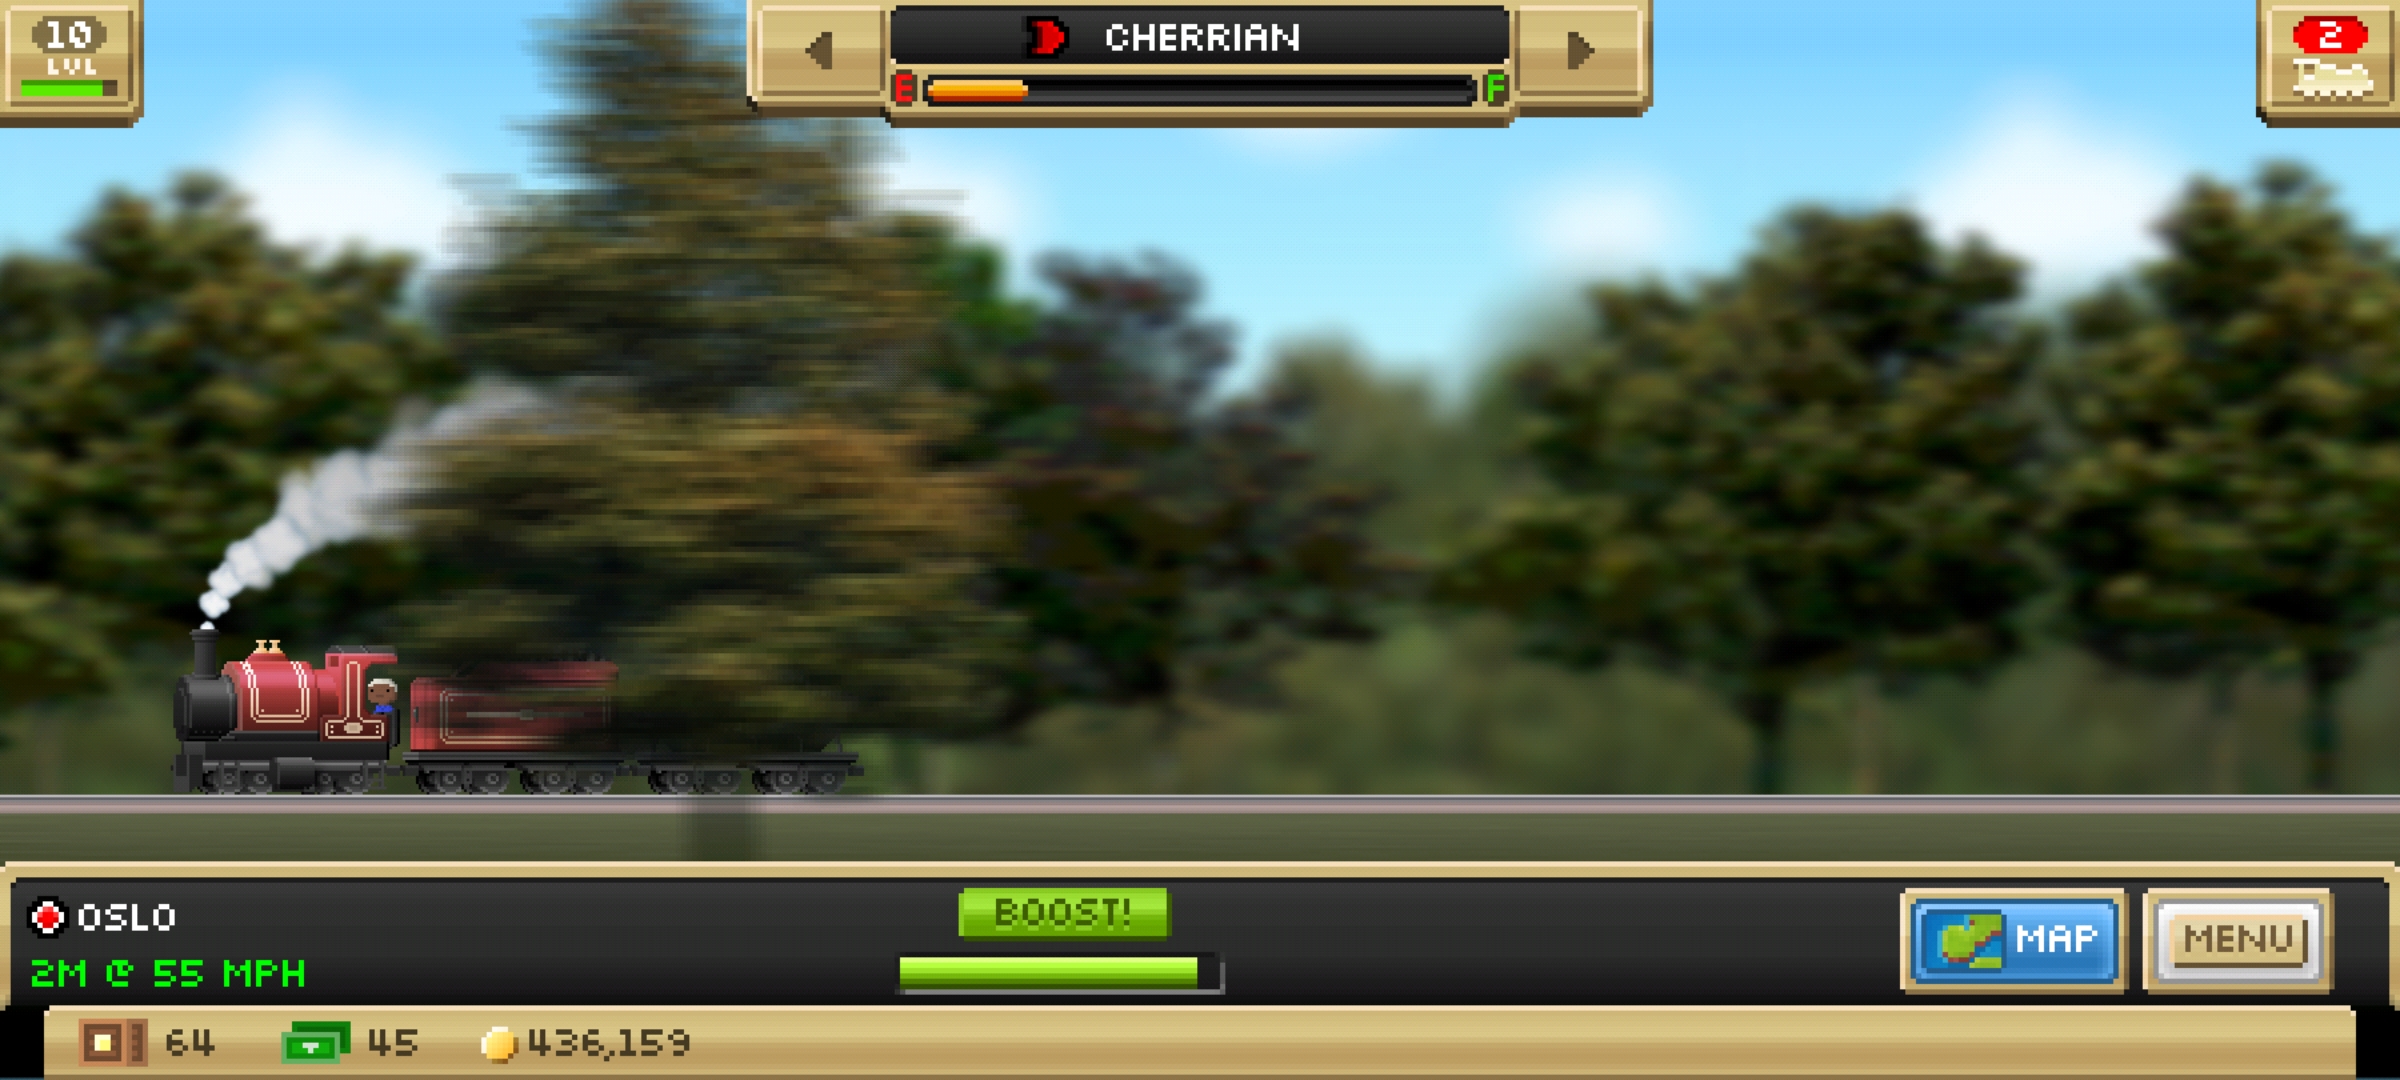 10
LVL
CHERRIAN
E F
2
OSLO
2M @ 55 MPH
BOOST!
MAP
MENU
64 45 436,159